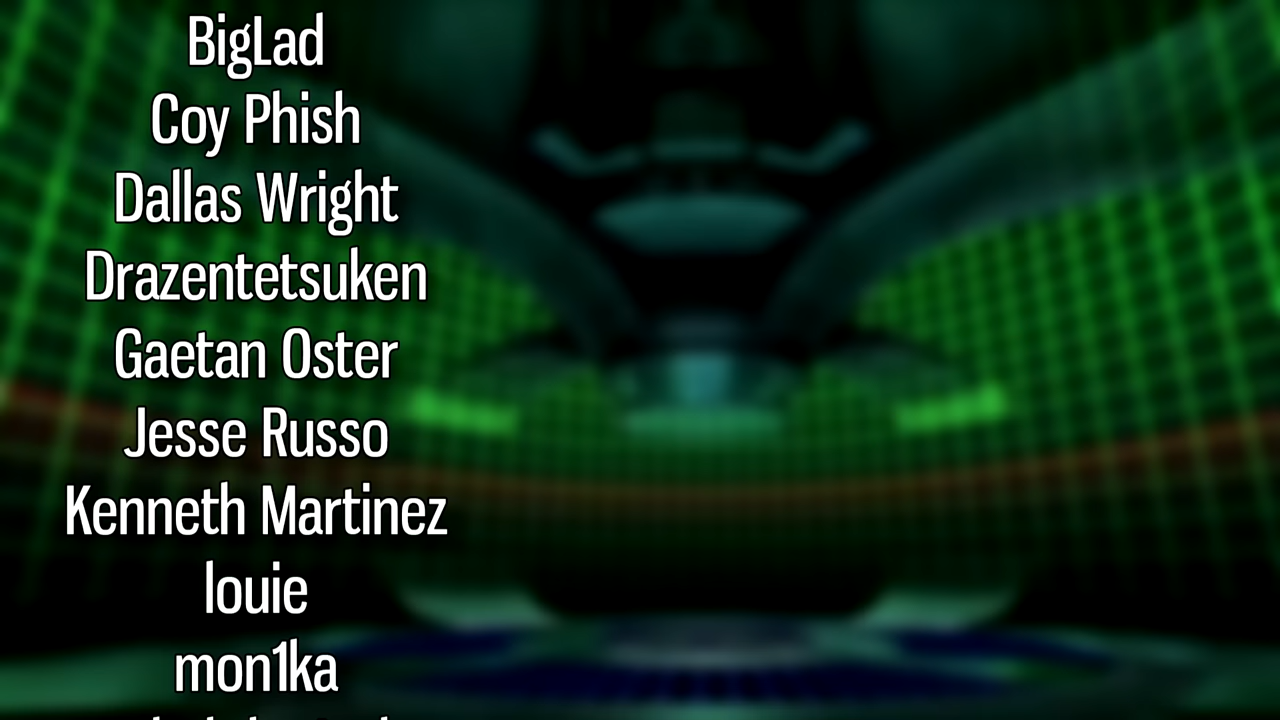 BigLad
Coy Phish
Dallas Wright
Drazentetsuken
Gaetan Oster
Jesse Russo
Kenneth Martinez
louie
mon1ka